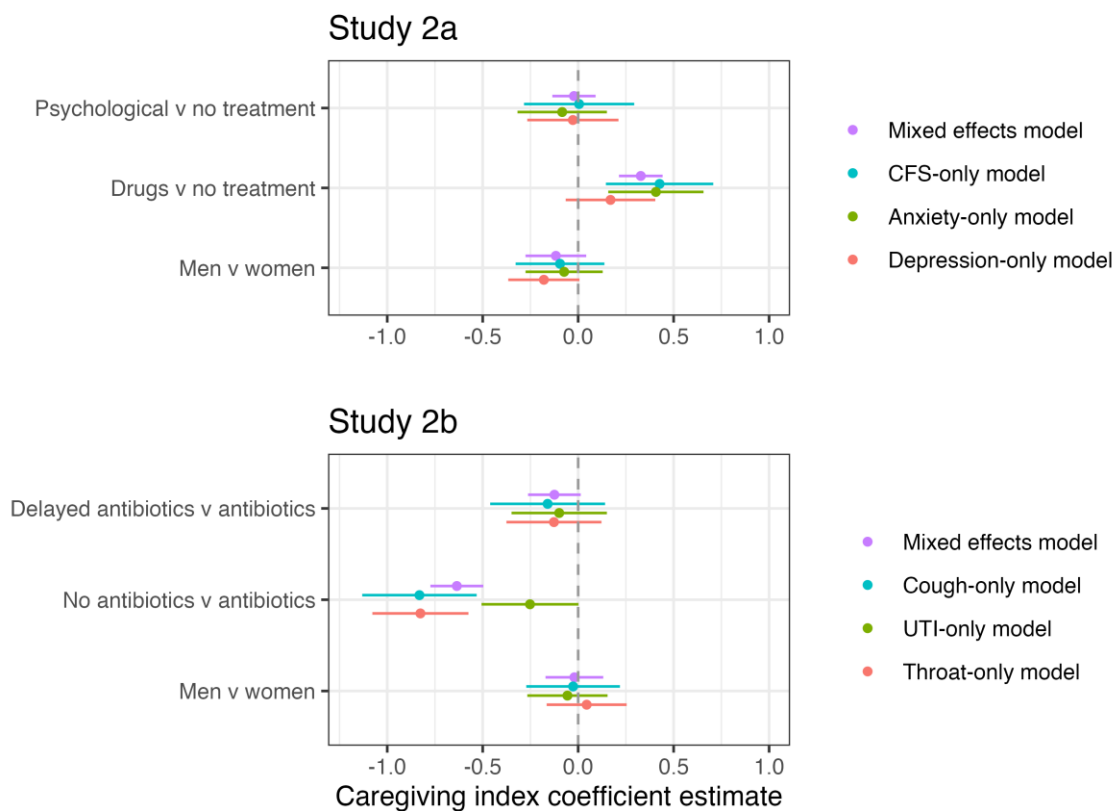 Study 2a
Psychological v no treatment
Drugs v no treatment
Men v women
-1.0 -0.5 0.0 0.5 1.0
Mixed effects model
CFS-only model
Anxiety-only model
Depression-only model
Study 2b
Delayed antibiotics v antibiotics
No antibiotics v antibiotics
Men v women
-1.0 -0.5 0.0 0.5 1.0
Caregiving index coefficient estimate
Mixed effects model
Cough-only model
UTI-only model
Throat-only model